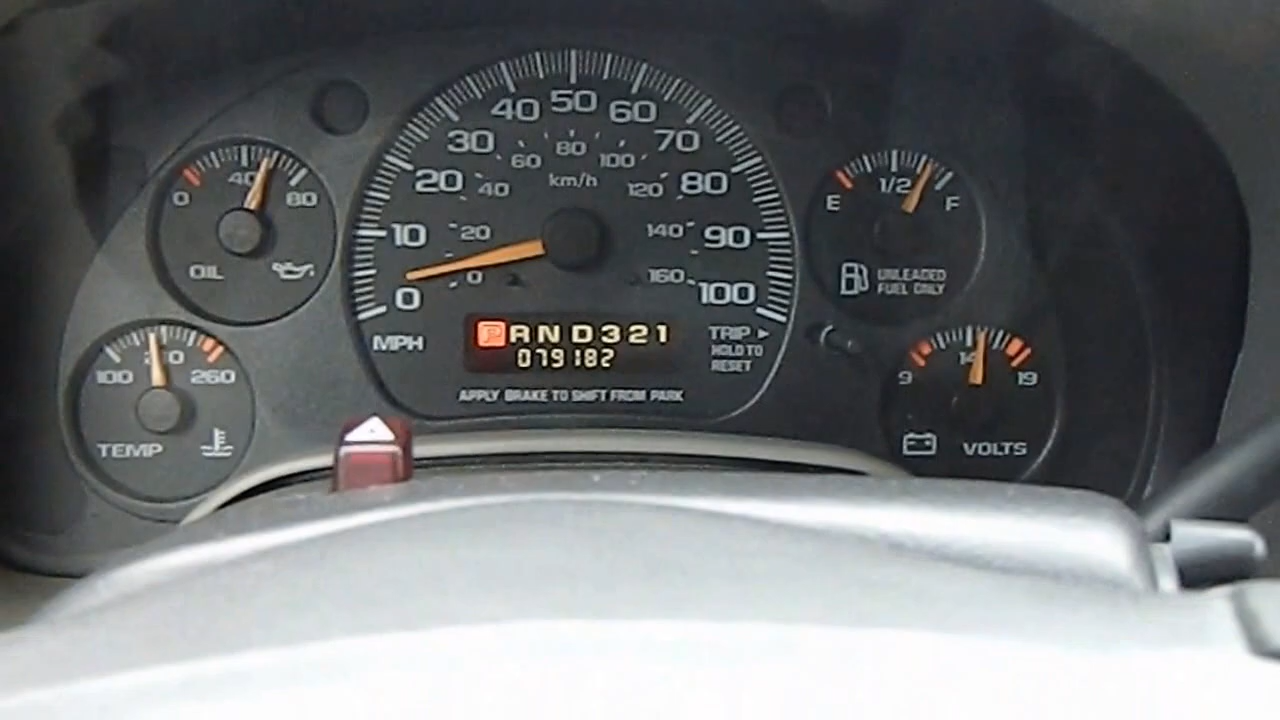 0 40 80
OIL
100 210 260
TEMP
0 10 20 30 40 50 60 70 80 90 100
0 20 40 60 80 100 120 140 160
km/h
MPH
PRND321
079182
TRIP
HOLD TO
RESET
APPLY BRAKE TO SHIFT FROM PARK
E 1/2 F
UNLEADED
FUEL ONLY
9 14 19
VOLTS